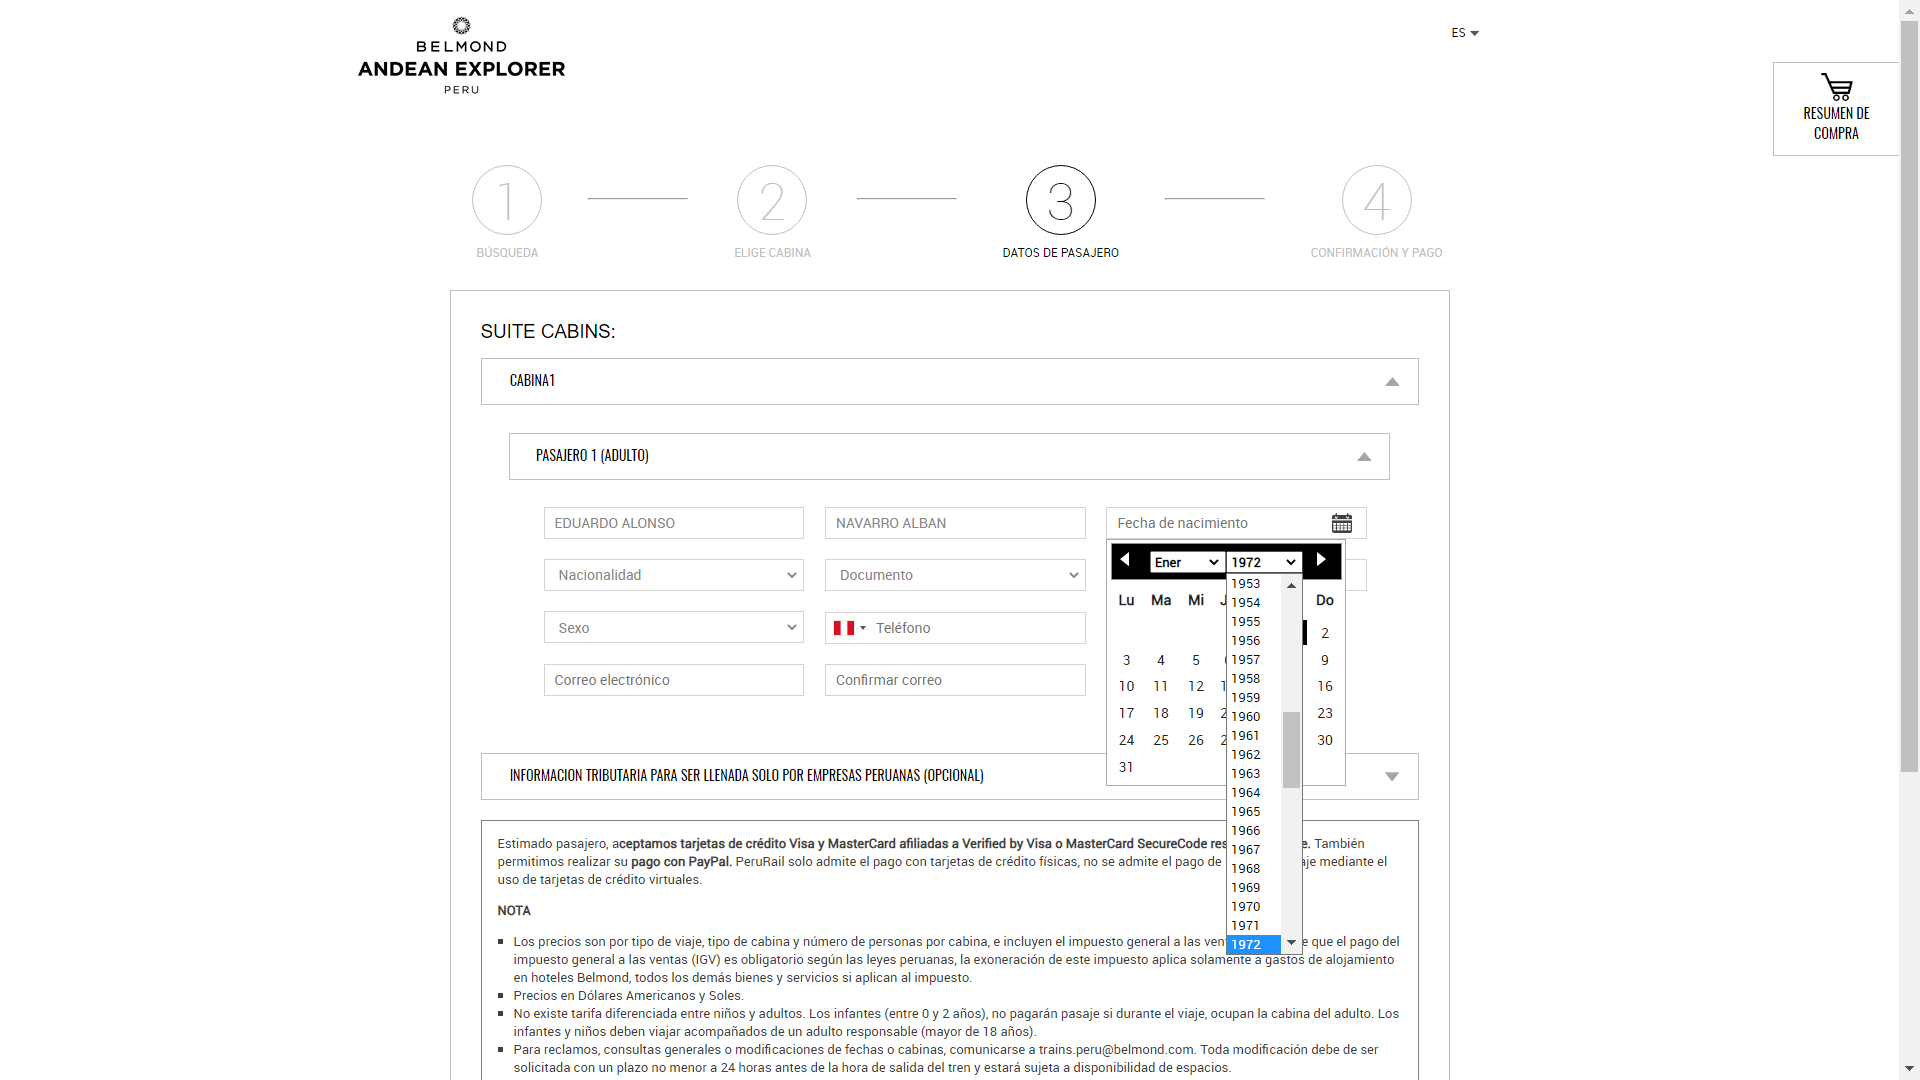 BELMOND
ANDEAN EXPLORER
PERU
ES
RESUMEN DE
COMPRA
1
BÚSQUEDA
2
ELIGE CABINA
3
DATOS DE PASAJERO
4
CONFIRMACIÓN Y PAGO
SUITE CABINS:
CABINA1
PASAJERO 1 (ADULTO)
EDUARDO ALONSO
NAVARRO ALBAN
Fecha de nacimiento
Nacionalidad
Documento
Sexo
Teléfono
Correo electrónico
Confirmar correo
Ener 1972
Lu Ma Mi Do
2
3 4 5 9
10 11 12 16
17 18 19 23
24 25 26 30
31
1953
1954
1955
1956
1957
1958
1959
1960
1961
1962
1963
1964
1965
1966
1967
1968
1969
1970
1971
1972
INFORMACION TRIBUTARIA PARA SER LLENADA SOLO POR EMPRESAS PERUANAS (OPCIONAL)
Estimado pasajero, aceptamos tarjetas de crédito Visa y MasterCard afiliadas a Verified by Visa o MasterCard SecureCode También
permitimos realizar su pago con PayPal. PeruRail solo admite el pago con tarjetas de crédito físicas, no se admite el pago de mediante el
uso de tarjetas de crédito virtuales.
NOTA
Los precios son por tipo de viaje, tipo de cabina y número de personas por cabina, e incluyen el impuesto general a las que el pago del
impuesto general a las ventas (IGV) es obligatorio según las leyes peruanas, la exoneración de este impuesto aplica solamente a gastos de alojamiento
en hoteles Belmond, todos los demás bienes y servicios si aplican al impuesto.
Precios en Dólares Americanos y Soles.
No existe tarifa diferenciada entre niños y adultos. Los infantes (entre 0 y 2 años), no pagarán pasaje si durante el viaje, ocupan la cabina del adulto. Los
infantes y niños deben viajar acompañados de un adulto responsable (mayor de 18 años).
Para reclamos, consultas generales o modificaciones de fechas o cabinas, comunicarse a trains.peru@belmond.com. Toda modificación debe de ser
solicitada con un plazo no menor a 24 horas antes de la hora de salida del tren y estará sujeta a disponibilidad de espacios.